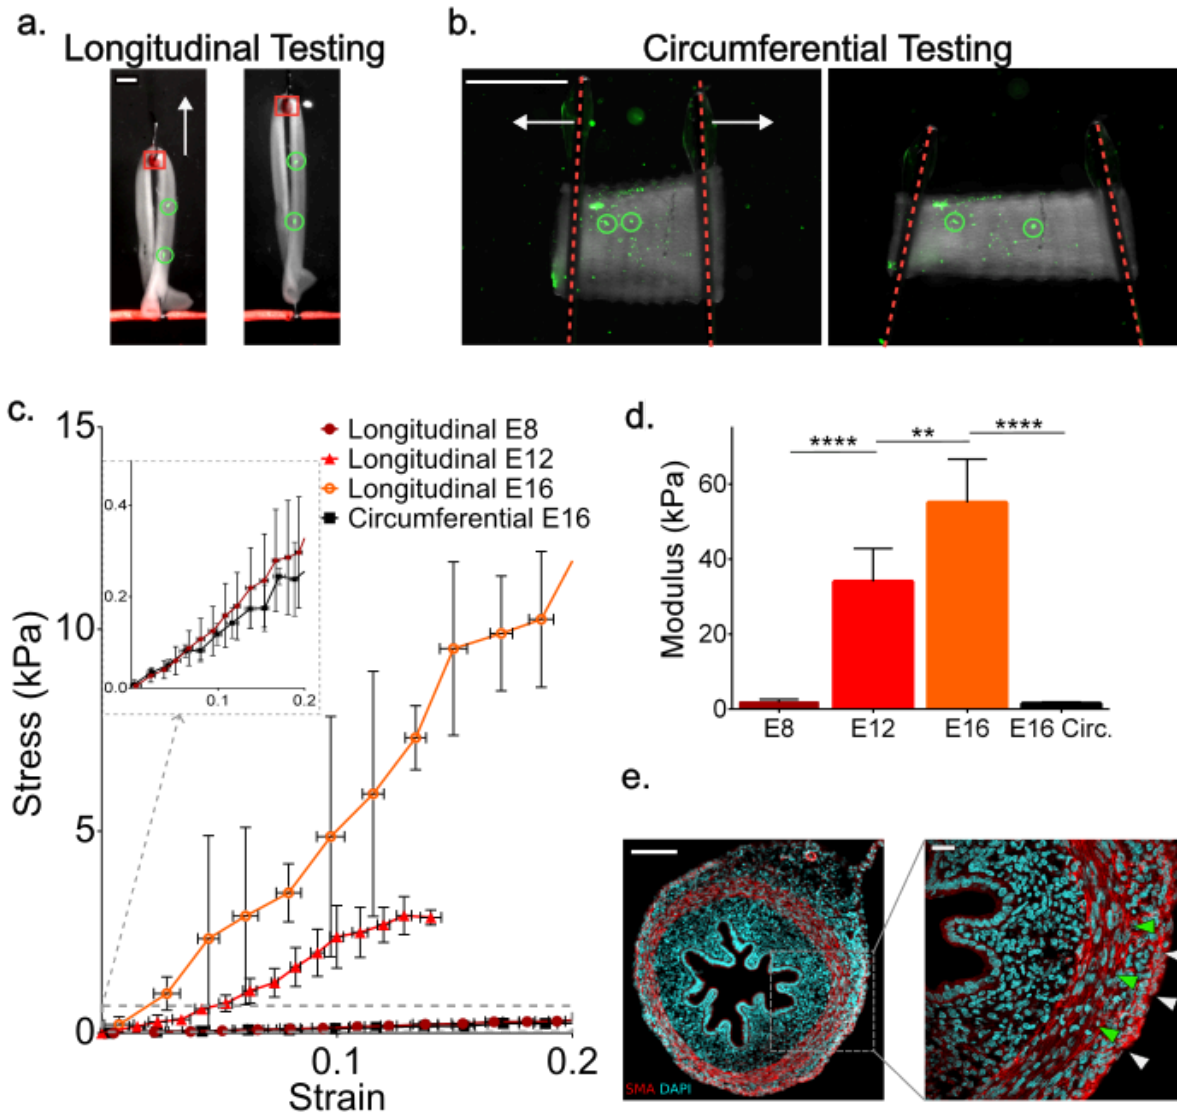 a.
Longitudinal Testing
b.
Circumferential Testing
c.
15
10
5
0
Stress (kPa)
0.1
0.2
Strain
Longitudinal E8
Longitudinal E12
Longitudinal E16
Circumferential E16
0.4
0.2
0.0
0.1
0.2
d.
**** ** ****
60
40
20
0
Modulus (kPa)
E8 E12 E16 E16 Circ.
e.
SMA DAPI